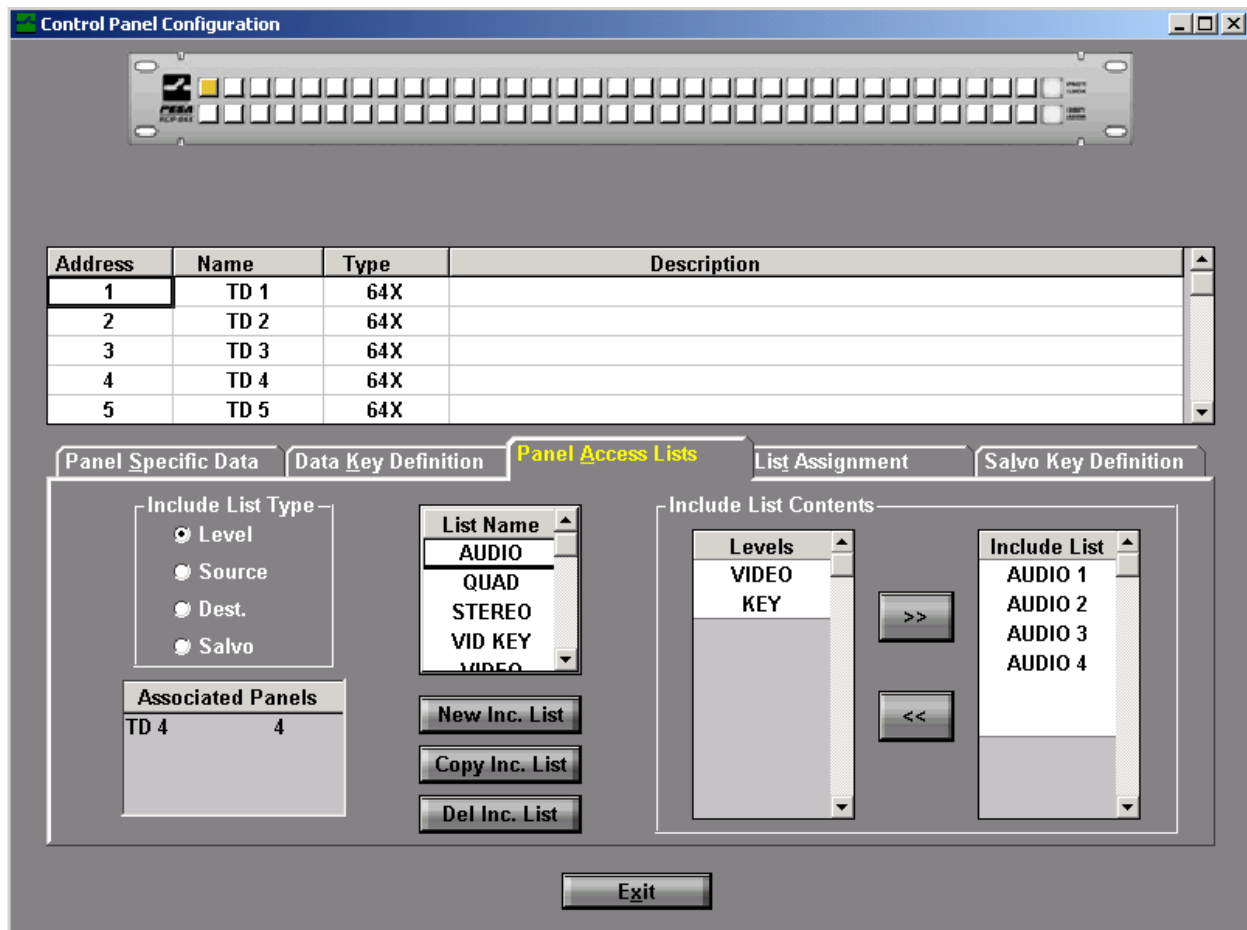 Control Panel Configuration
PESA
Address Name Type Description
1 TD 1 64X
2 TD 2 64X
3 TD 3 64X
4 TD 4 64X
5 TD 5 64X
Panel Specific Data Data Key Definition Panel Access Lists List Assignment Salvo Key Definition
Include List Type
Level
Source
Dest.
Salvo
Associated Panels
TD 4 4
List Name
AUDIO
QUAD
STEREO
VID KEY
VIDEO
New Inc. List
Copy Inc. List
Del Inc. List
Include List Contents
Levels
VIDEO
KEY
>>
<<
Include List
AUDIO 1
AUDIO 2
AUDIO 3
AUDIO 4
Exit